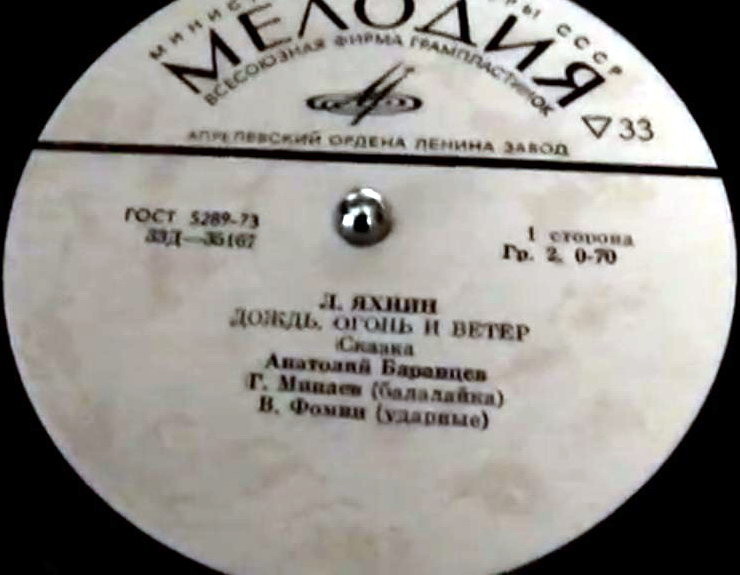 МЕЛОДИЯ
ВСЕСОЮЗНАЯ ФИРМА ГРАМПЛАСТИНОК
АПРЕЛЕВСКИЙ ОРДЕНА ЛЕНИНА ЗАВОД
33
ГОСТ 5289-73
33Д—35167
1 сторона
Гр. 2, 0-70
Л. ЯХНИН
ДОЖДЬ, ОГОНЬ И ВЕТЕР
Сказка
Анатолий Баранцев
Г. Минаев (балалайка)
В. Фомин (ударные)